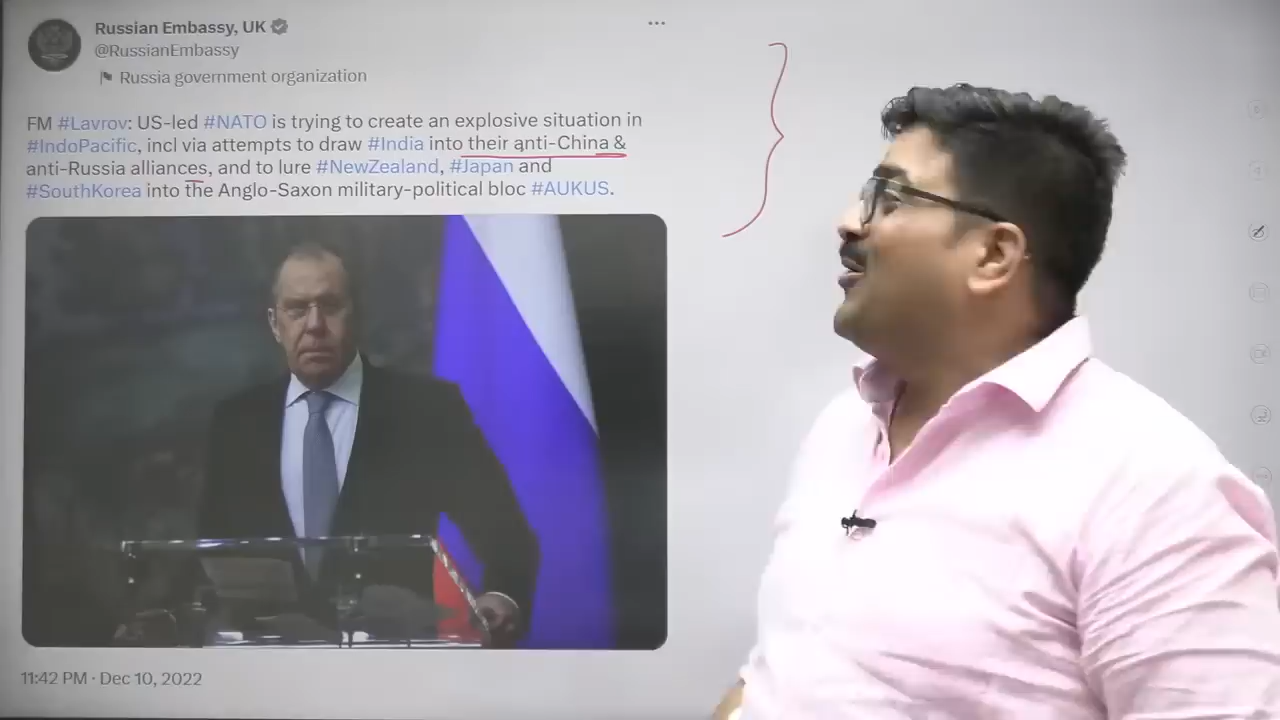 Russian Embassy, UK
@RussianEmbassy
Russia government organization
FM #Lavrov: US-led #NATO is trying to create an explosive situation in
#IndoPacific, incl via attempts to draw #India into their anti-China &
anti-Russia alliances, and to lure #NewZealand, #Japan and
#SouthKorea into the Anglo-Saxon military-political bloc #AUKUS.
11:42 PM · Dec 10, 2022